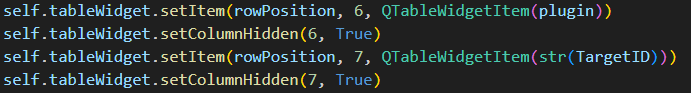 self.tableWidget.setItem(rowPosition, 6, QTableWidgetItem(plugin))
self.tableWidget.setColumnHidden(6, True)
self.tableWidget.setItem(rowPosition, 7, QTableWidgetItem(str(TargetID)))
self.tableWidget.setColumnHidden(7, True)